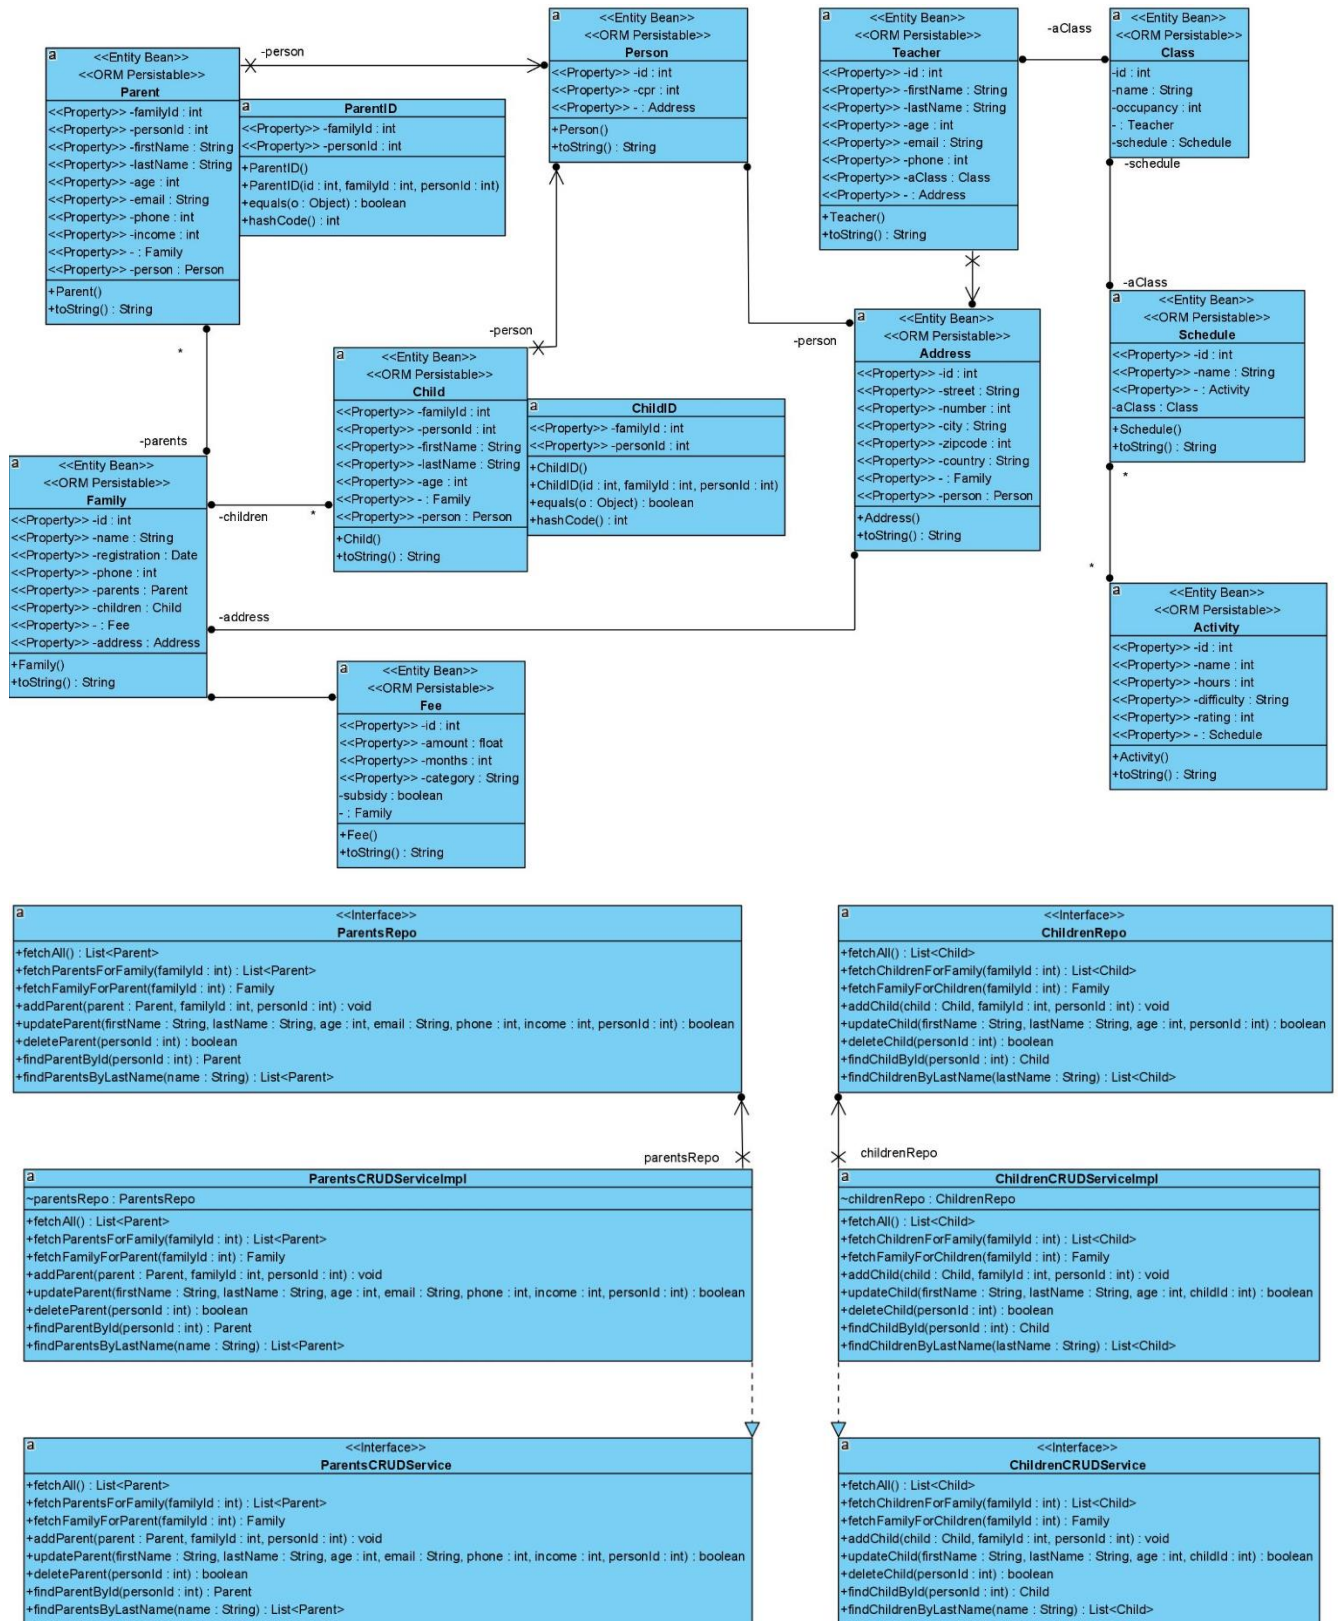 -person
a
<<Entity Bean>>
<<ORM Persistable>>
Parent
<<Property>> -familyId : int
<<Property>> -personId : int
<<Property>> -firstName : String
<<Property>> -lastName : String
<<Property>> -age : int
<<Property>> -email : String
<<Property>> -phone : int
<<Property>> -income : int
<<Property>> - : Family
<<Property>> -person : Person
+Parent()
+toString() : String
a
ParentID
<<Property>> -familyId : int
<<Property>> -personId : int
+ParentID()
+ParentID(id : int, familyId : int, personId : int)
+equals(o : Object) : boolean
+hashCode() : int
a
<<Entity Bean>>
<<ORM Persistable>>
Person
<<Property>> -id : int
<<Property>> -cpr : int
<<Property>> - : Address
+Person()
+toString() : String
a
<<Entity Bean>>
<<ORM Persistable>>
Teacher
<<Property>> -id : int
<<Property>> -firstName : String
<<Property>> -lastName : String
<<Property>> -age : int
<<Property>> -email : String
<<Property>> -phone : int
<<Property>> -aClass : Class
<<Property>> - : Address
+Teacher()
+toString() : String
-aClass
a
<<Entity Bean>>
<<ORM Persistable>>
Class
-id : int
-name : String
-occupancy : int
- : Teacher
-schedule : Schedule
-schedule
-aClass
a
<<Entity Bean>>
<<ORM Persistable>>
Schedule
<<Property>> -id : int
<<Property>> -name : String
<<Property>> - : Activity
-aClass : Class
+Schedule()
+toString() : String
*
*
a
<<Entity Bean>>
<<ORM Persistable>>
Activity
<<Property>> -id : int
<<Property>> -name : int
<<Property>> -hours : int
<<Property>> -difficulty : String
<<Property>> -rating : int
<<Property>> - : Schedule
+Activity()
+toString() : String
-person
a
<<Entity Bean>>
<<ORM Persistable>>
Address
<<Property>> -id : int
<<Property>> -street : String
<<Property>> -number : int
<<Property>> -city : String
<<Property>> -zipcode : int
<<Property>> -country : String
<<Property>> - : Family
<<Property>> -person : Person
+Address()
+toString() : String
-person
a
<<Entity Bean>>
<<ORM Persistable>>
Child
<<Property>> -familyId : int
<<Property>> -personId : int
<<Property>> -firstName : String
<<Property>> -lastName : String
<<Property>> -age : int
<<Property>> - : Family
<<Property>> -person : Person
+Child()
+toString() : String
a
ChildID
<<Property>> -familyId : int
<<Property>> -personId : int
+ChildID()
+ChildID(id : int, familyId : int, personId : int)
+equals(o : Object) : boolean
+hashCode() : int
*
-parents
a
<<Entity Bean>>
<<ORM Persistable>>
Family
<<Property>> -id : int
<<Property>> -name : String
<<Property>> -registration : Date
<<Property>> -phone : int
<<Property>> -parents : Parent
<<Property>> -children : Child
<<Property>> - : Fee
<<Property>> -address : Address
+Family()
+toString() : String
-children
*
-address
a
<<Entity Bean>>
<<ORM Persistable>>
Fee
<<Property>> -id : int
<<Property>> -amount : float
<<Property>> -months : int
<<Property>> -category : String
-subsidy : boolean
- : Family
+Fee()
+toString() : String
a
<<Interface>>
ParentsRepo
+fetchAll() : List<Parent>
+fetchParentsForFamily(familyId : int) : List<Parent>
+fetchFamilyForParent(familyId : int) : Family
+addParent(parent : Parent, familyId : int, personId : int) : void
+updateParent(firstName : String, lastName : String, age : int, email : String, phone : int, income : int, personId : int) : boolean
+deleteParent(personId : int) : boolean
+findParentById(personId : int) : Parent
+findParentsByLastName(name : String) : List<Parent>
a
<<Interface>>
ChildrenRepo
+fetchAll() : List<Child>
+fetchChildrenForFamily(familyId : int) : List<Child>
+fetchFamilyForChildren(familyId : int) : Family
+addChild(child : Child, familyId : int, personId : int) : void
+updateChild(firstName : String, lastName : String, age : int, personId : int) : boolean
+deleteChild(personId : int) : boolean
+findChildById(personId : int) : Child
+findChildrenByLastName(lastName : String) : List<Child>
parentsRepo
childrenRepo
a
ParentsCRUDServiceImpl
~parentsRepo : ParentsRepo
+fetchAll() : List<Parent>
+fetchParentsForFamily(familyId : int) : List<Parent>
+fetchFamilyForParent(familyId : int) : Family
+addParent(parent : Parent, familyId : int, personId : int) : void
+updateParent(firstName : String, lastName : String, age : int, email : String, phone : int, income : int, personId : int) : boolean
+deleteParent(personId : int) : boolean
+findParentById(personId : int) : Parent
+findParentsByLastName(name : String) : List<Parent>
a
ChildrenCRUDServiceImpl
~childrenRepo : ChildrenRepo
+fetchAll() : List<Child>
+fetchChildrenForFamily(familyId : int) : List<Child>
+fetchFamilyForChildren(familyId : int) : Family
+addChild(child : Child, familyId : int, personId : int) : void
+updateChild(firstName : String, lastName : String, age : int, childId : int) : boolean
+deleteChild(personId : int) : boolean
+findChildById(personId : int) : Child
+findChildrenByLastName(lastName : String) : List<Child>
a
<<Interface>>
ParentsCRUDService
+fetchAll() : List<Parent>
+fetchParentsForFamily(familyId : int) : List<Parent>
+fetchFamilyForParent(familyId : int) : Family
+addParent(parent : Parent, familyId : int, personId : int) : void
+updateParent(firstName : String, lastName : String, age : int, email : String, phone : int, income : int, personId : int) : boolean
+deleteParent(personId : int) : boolean
+findParentById(personId : int) : Parent
+findParentsByLastName(name : String) : List<Parent>
a
<<Interface>>
ChildrenCRUDService
+fetchAll() : List<Child>
+fetchChildrenForFamily(familyId : int) : List<Child>
+fetchFamilyForChildren(familyId : int) : Family
+addChild(child : Child, familyId : int, personId : int) : void
+updateChild(firstName : String, lastName : String, age : int, childId : int) : boolean
+deleteChild(personId : int) : boolean
+findChildById(personId : int) : Child
+findChildrenByLastName(name : String) : List<Child>